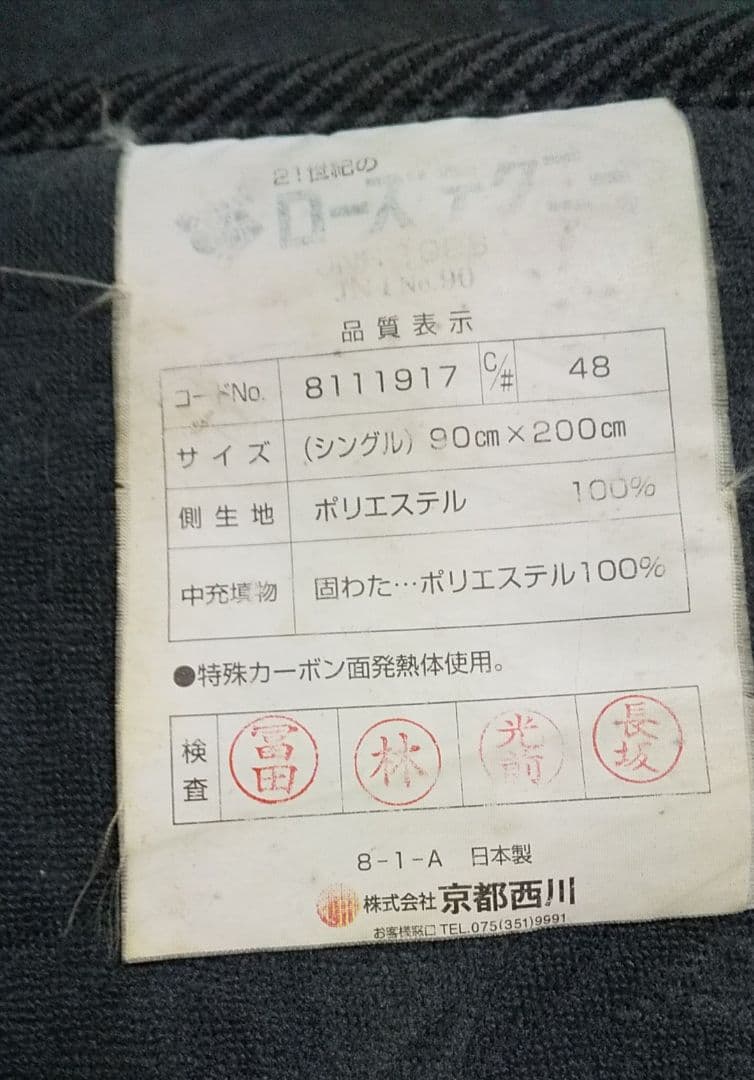 21世紀の
ローズテクニー
No.90
品質表示
コードNo. 8111917 C/# 48
サイズ (シングル) 90㎝×200㎝
側生地 ポリエステル 100%
中充填物 固わた…ポリエステル100%
●特殊カーボン面発熱体使用。
検査 冨田 林 光前 長坂
8-1-A 日本製
株式会社 京都西川
お客様窓口 TEL.075(351)9991